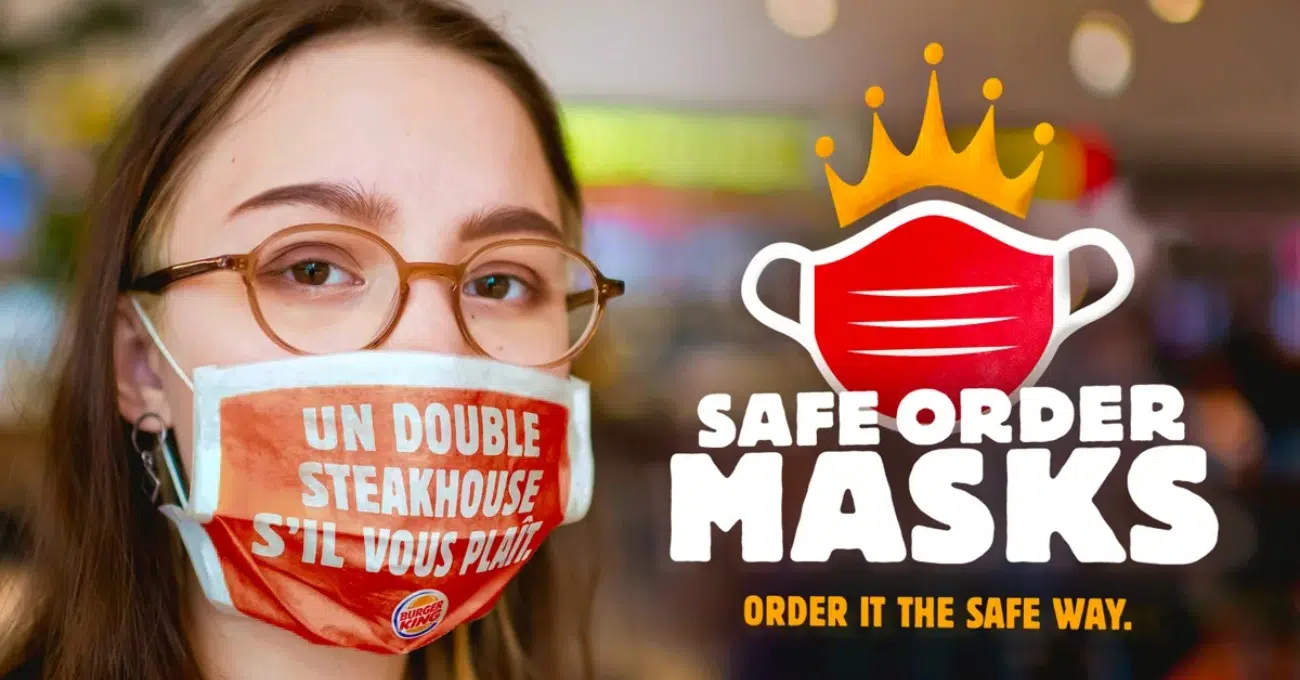 UN DOUBLE
STEAKHOUSE
S'IL VOUS PLAÎT.
BURGER
KING
SAFE ORDER
MASKS
ORDER IT THE SAFE WAY.